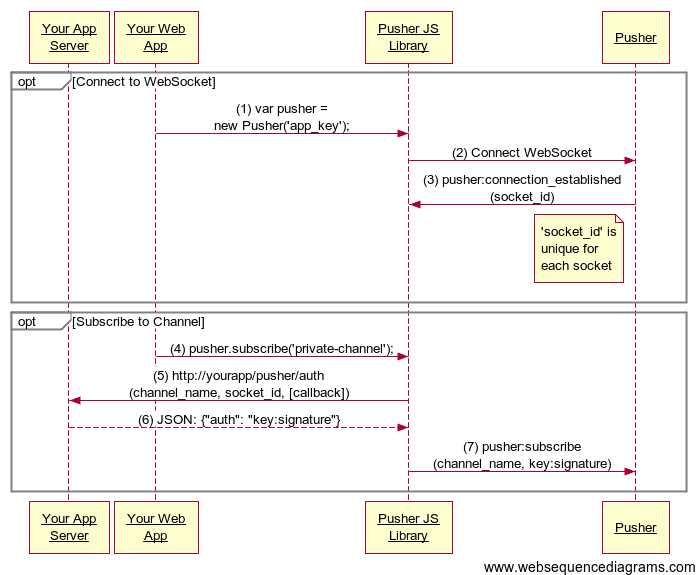 Your App
Server
Your Web
App
Pusher JS
Library
Pusher
opt
[Connect to WebSocket]
(1) var pusher =
new Pusher('app_key');
(2) Connect WebSocket
(3) pusher:connection_established
(socket_id)
'socket_id' is
unique for
each socket
opt
[Subscribe to Channel]
(4) pusher.subscribe('private-channel');
(5) http://yourapp/pusher/auth
(channel_name, socket_id, [callback])
(6) JSON: {"auth": "key:signature"}
(7) pusher:subscribe
(channel_name, key:signature)
Your App
Server
Your Web
App
Pusher JS
Library
Pusher
www.websequencediagrams.com